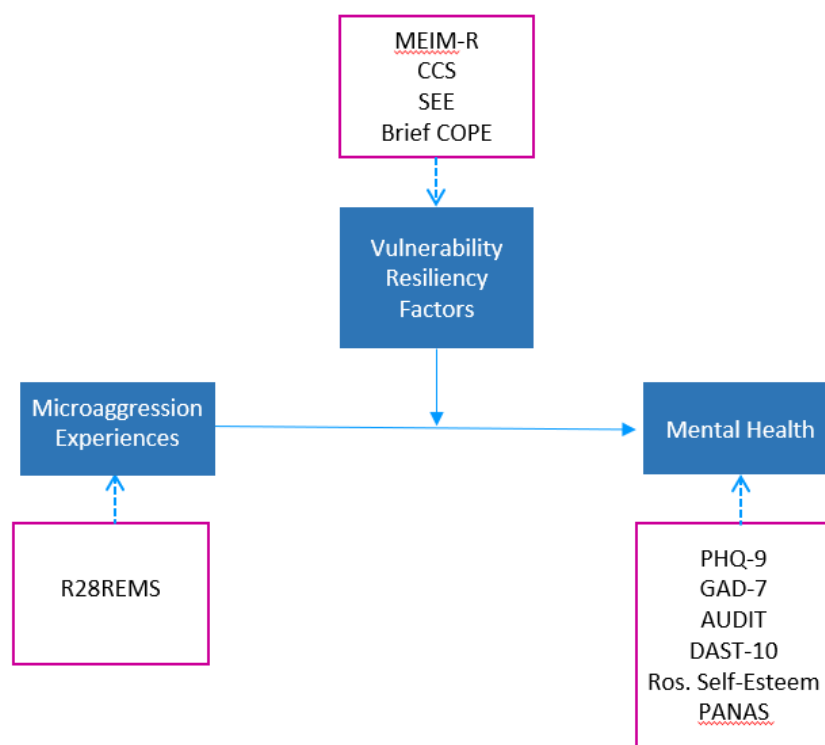 MEIM-R
CCS
SEE
Brief COPE
Vulnerability
Resiliency
Factors
Microaggression
Experiences
Mental Health
R28REMS
PHQ-9
GAD-7
AUDIT
DAST-10
Ros. Self-Esteem
PANAS